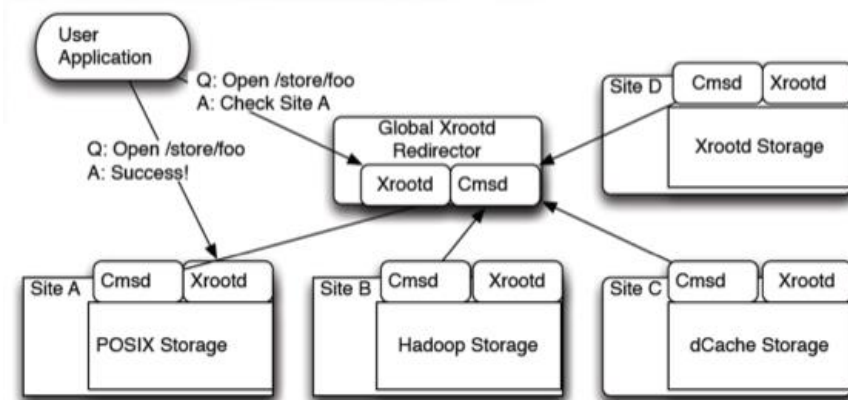 User
Application
Q: Open /store/foo
A: Check Site A
Q: Open /store/foo
A: Success!
Global Xrootd
Redirector
Xrootd
Cmsd
Site D
Cmsd
Xrootd
Xrootd Storage
Site A
Cmsd
Xrootd
POSIX Storage
Site B
Cmsd
Xrootd
Hadoop Storage
Site C
Cmsd
Xrootd
dCache Storage